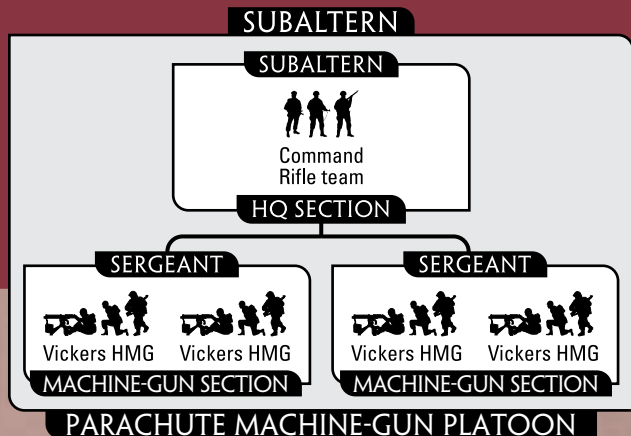 SUBALTERN
SUBALTERN
Command
Rifle team
HQ SECTION
SERGEANT
Vickers HMG Vickers HMG
MACHINE-GUN SECTION
SERGEANT
Vickers HMG Vickers HMG
MACHINE-GUN SECTION
PARACHUTE MACHINE-GUN PLATOON